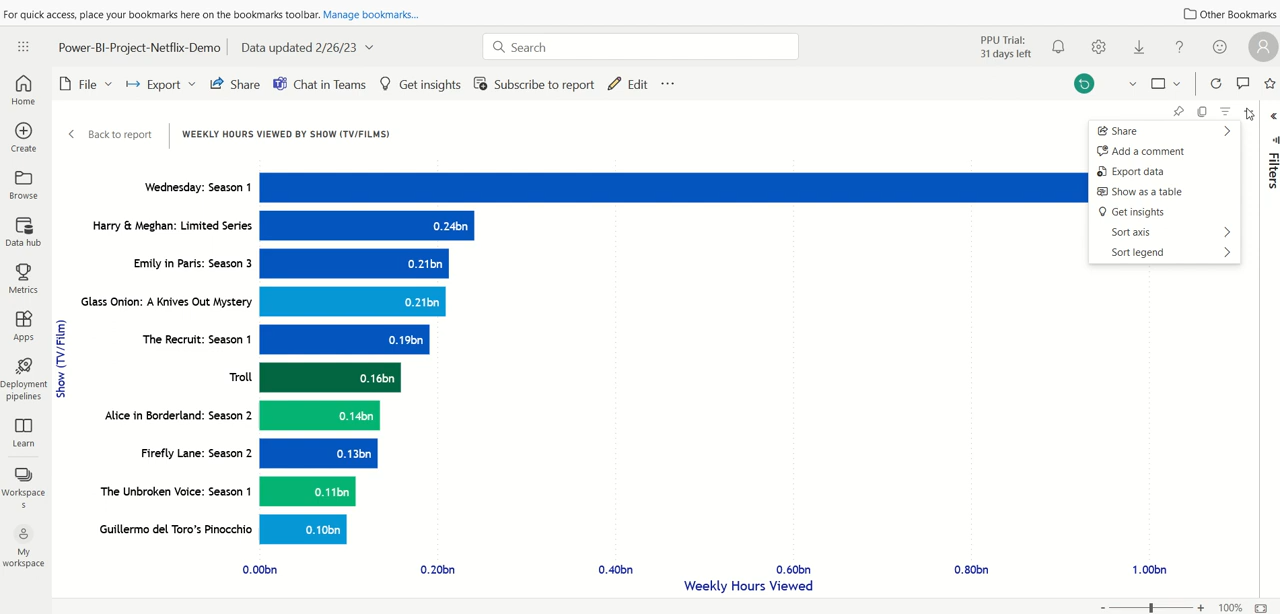 For quick access, place your bookmarks here on the bookmarks toolbar. Manage bookmarks...
Other Bookmarks
Power-BI-Project-Netflix-Demo
Data updated 2/26/23
Search
PPU Trial:
31 days left
File
Export
Share
Chat in Teams
Get insights
Subscribe to report
Edit
Home
Create
Browse
Data hub
Metrics
Apps
Deployment
pipelines
Learn
Workspace
s
My
workspace
Back to report
WEEKLY HOURS VIEWED BY SHOW (TV/FILMS)
Share
Add a comment
Export data
Show as a table
Get insights
Sort axis
Sort legend
Filters
Show (TV/Film)
Wednesday: Season 1
Harry & Meghan: Limited Series 0.24bn
Emily in Paris: Season 3 0.21bn
Glass Onion: A Knives Out Mystery 0.21bn
The Recruit: Season 1 0.19bn
Troll 0.16bn
Alice in Borderland: Season 2 0.14bn
Firefly Lane: Season 2 0.13bn
The Unbroken Voice: Season 1 0.11bn
Guillermo del Toro's Pinocchio 0.10bn
0.00bn 0.20bn 0.40bn 0.60bn 0.80bn 1.00bn
Weekly Hours Viewed
- + 100%